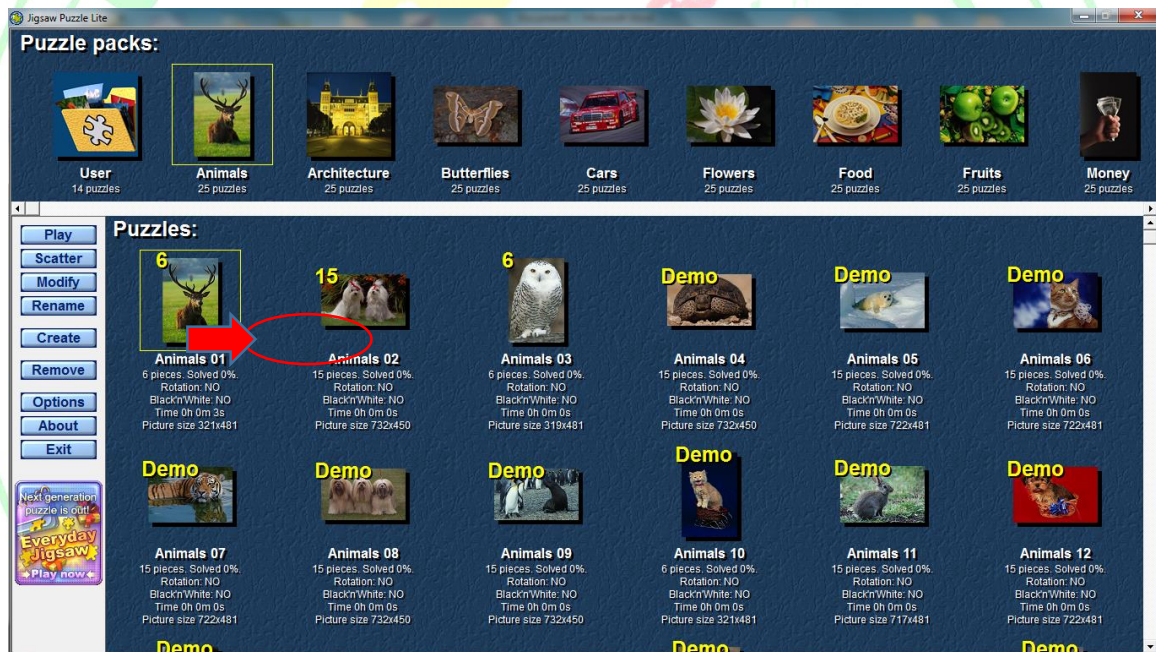 Jigsaw Puzzle Lite
Puzzle packs:
User Animals Architecture Butterflies Cars Flowers Food Fruits Money
14 puzzles 25 puzzles 25 puzzles 25 puzzles 25 puzzles 25 puzzles 25 puzzles 25 puzzles 25 puzzles
Play
Scatter
Modify
Rename
Create
Remove
Options
About
Exit
Next generation
puzzle is out!
Everyday
Jigsaw
Play now
Puzzles:
6 15 6 Demo Demo Demo
Animals 01 Animals 02 Animals 03 Animals 04 Animals 05 Animals 06
6 pieces. Solved 0%. 15 pieces. Solved 0%. 6 pieces. Solved 0%. 15 pieces. Solved 0%. 15 pieces. Solved 0%. 15 pieces. Solved 0%.
Rotation: NO Rotation: NO Rotation: NO Rotation: NO Rotation: NO Rotation: NO
Black'n'White: NO Black'n'White: NO Black'n'White: NO Black'n'White: NO Black'n'White: NO Black'n'White: NO
Time 0h 0m 3s Time 0h 0m 0s Time 0h 0m 0s Time 0h 0m 0s Time 0h 0m 0s Time 0h 0m 0s
Picture size 321x481 Picture size 732x450 Picture size 319x481 Picture size 732x450 Picture size 722x481 Picture size 722x481
Demo Demo Demo Demo Demo Demo
Animals 07 Animals 08 Animals 09 Animals 10 Animals 11 Animals 12
15 pieces. Solved 0%. 15 pieces. Solved 0%. 15 pieces. Solved 0%. 6 pieces. Solved 0%. 15 pieces. Solved 0%. 15 pieces. Solved 0%.
Rotation: NO Rotation: NO Rotation: NO Rotation: NO Rotation: NO Rotation: NO
Black'n'White: NO Black'n'White: NO Black'n'White: NO Black'n'White: NO Black'n'White: NO Black'n'White: NO
Time 0h 0m 0s Time 0h 0m 0s Time 0h 0m 0s Time 0h 0m 0s Time 0h 0m 0s Time 0h 0m 0s
Picture size 722x481 Picture size 732x450 Picture size 732x450 Picture size 321x481 Picture size 717x481 Picture size 722x481
Demo Demo Demo